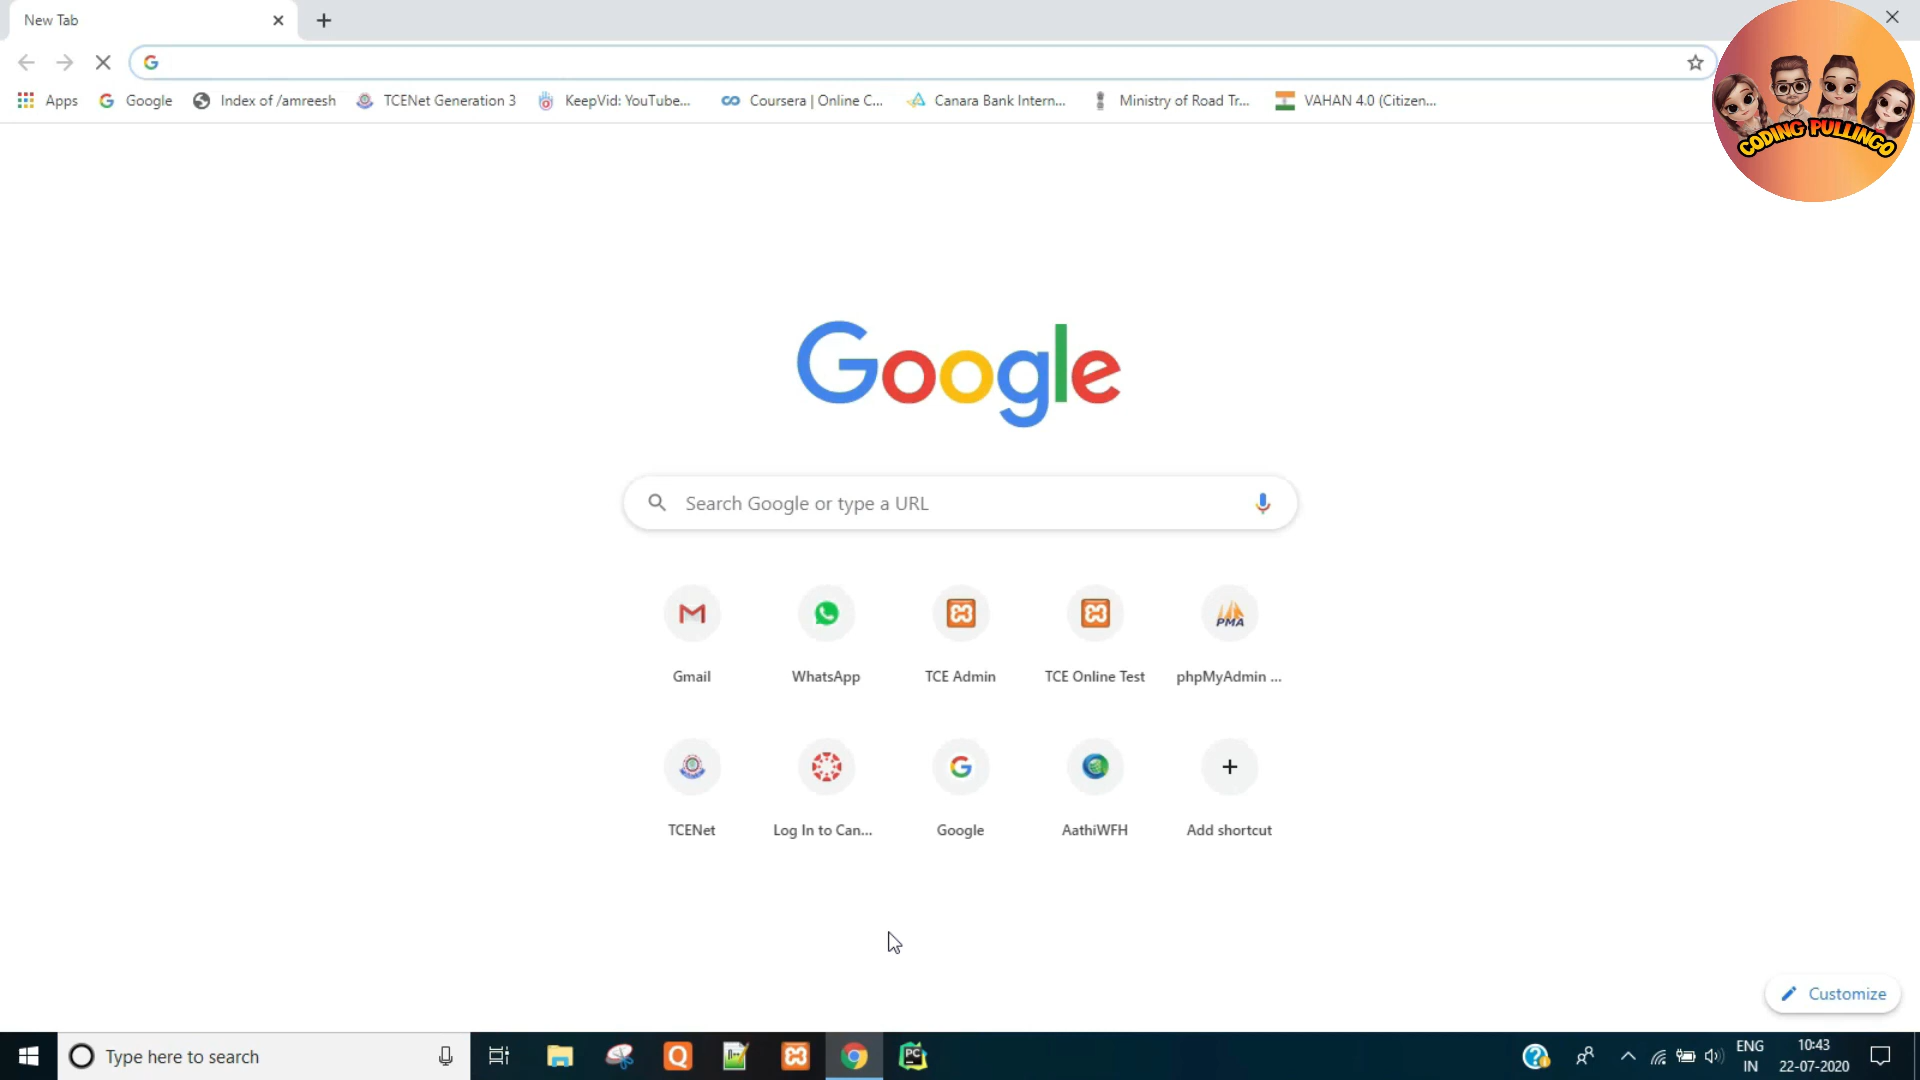 New Tab
Apps
Google
Index of /amreesh
TCENet Generation 3
KeepVid: YouTube...
Coursera | Online C...
Canara Bank Intern...
Ministry of Road Tr...
VAHAN 4.0 (Citizen...
CODING PULLINGO
Google
Search Google or type a URL
Gmail
WhatsApp
TCE Admin
TCE Online Test
PMA
phpMyAdmin ...
TCENet
Log In to Can...
Google
AathiWFH
Add shortcut
Customize
Type here to search
PC
ENG
IN
10:43
22-07-2020